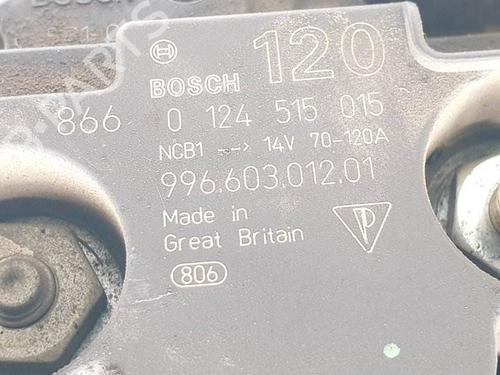 BOSCH 120
866 0 124 515 015
NCB1 --> 14V 70-120A
996.603.012.01
Made in
Great Britain
806